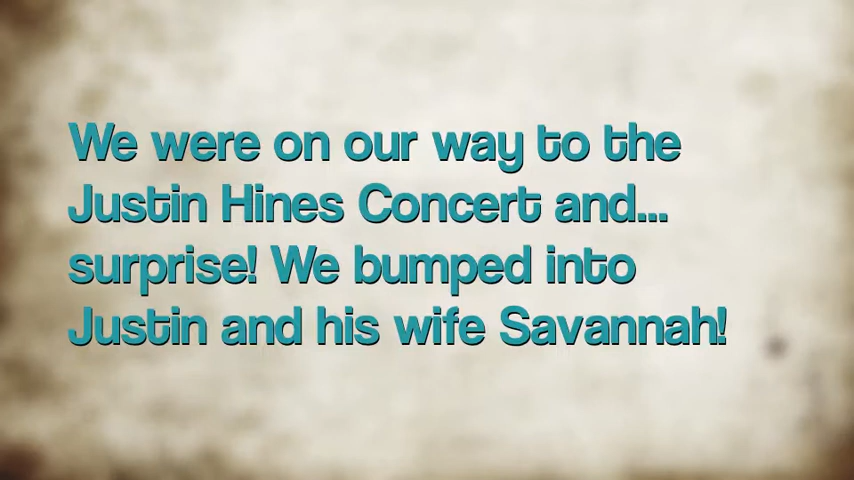 We were on our way to the
Justin Hines Concert and...
surprise! We bumped into
Justin and his wife Savannah!